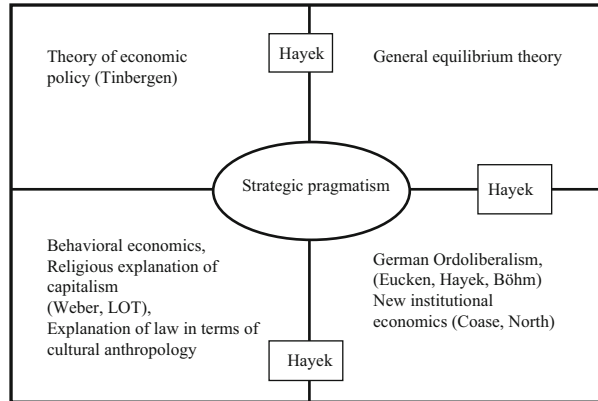 Theory of economic
policy (Tinbergen)
Hayek
General equilibrium theory
Strategic pragmatism
Hayek
Behavioral economics,
Religious explanation of
capitalism
(Weber, LOT),
Explanation of law in terms of
cultural anthropology
German Ordoliberalism,
(Eucken, Hayek, Böhm)
New institutional
economics (Coase, North)
Hayek